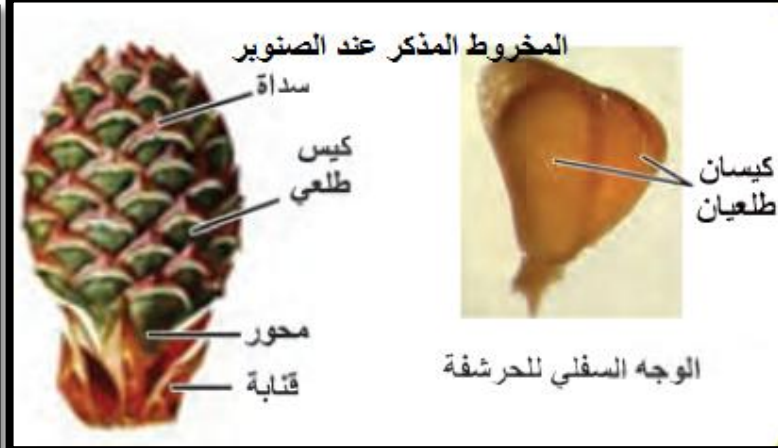 المخروط المذكر عند الصنوبر
سداة
كيس
طلعي
محور
قنابة
كيسان
طلعيان
الوجه السفلي للحرشفة